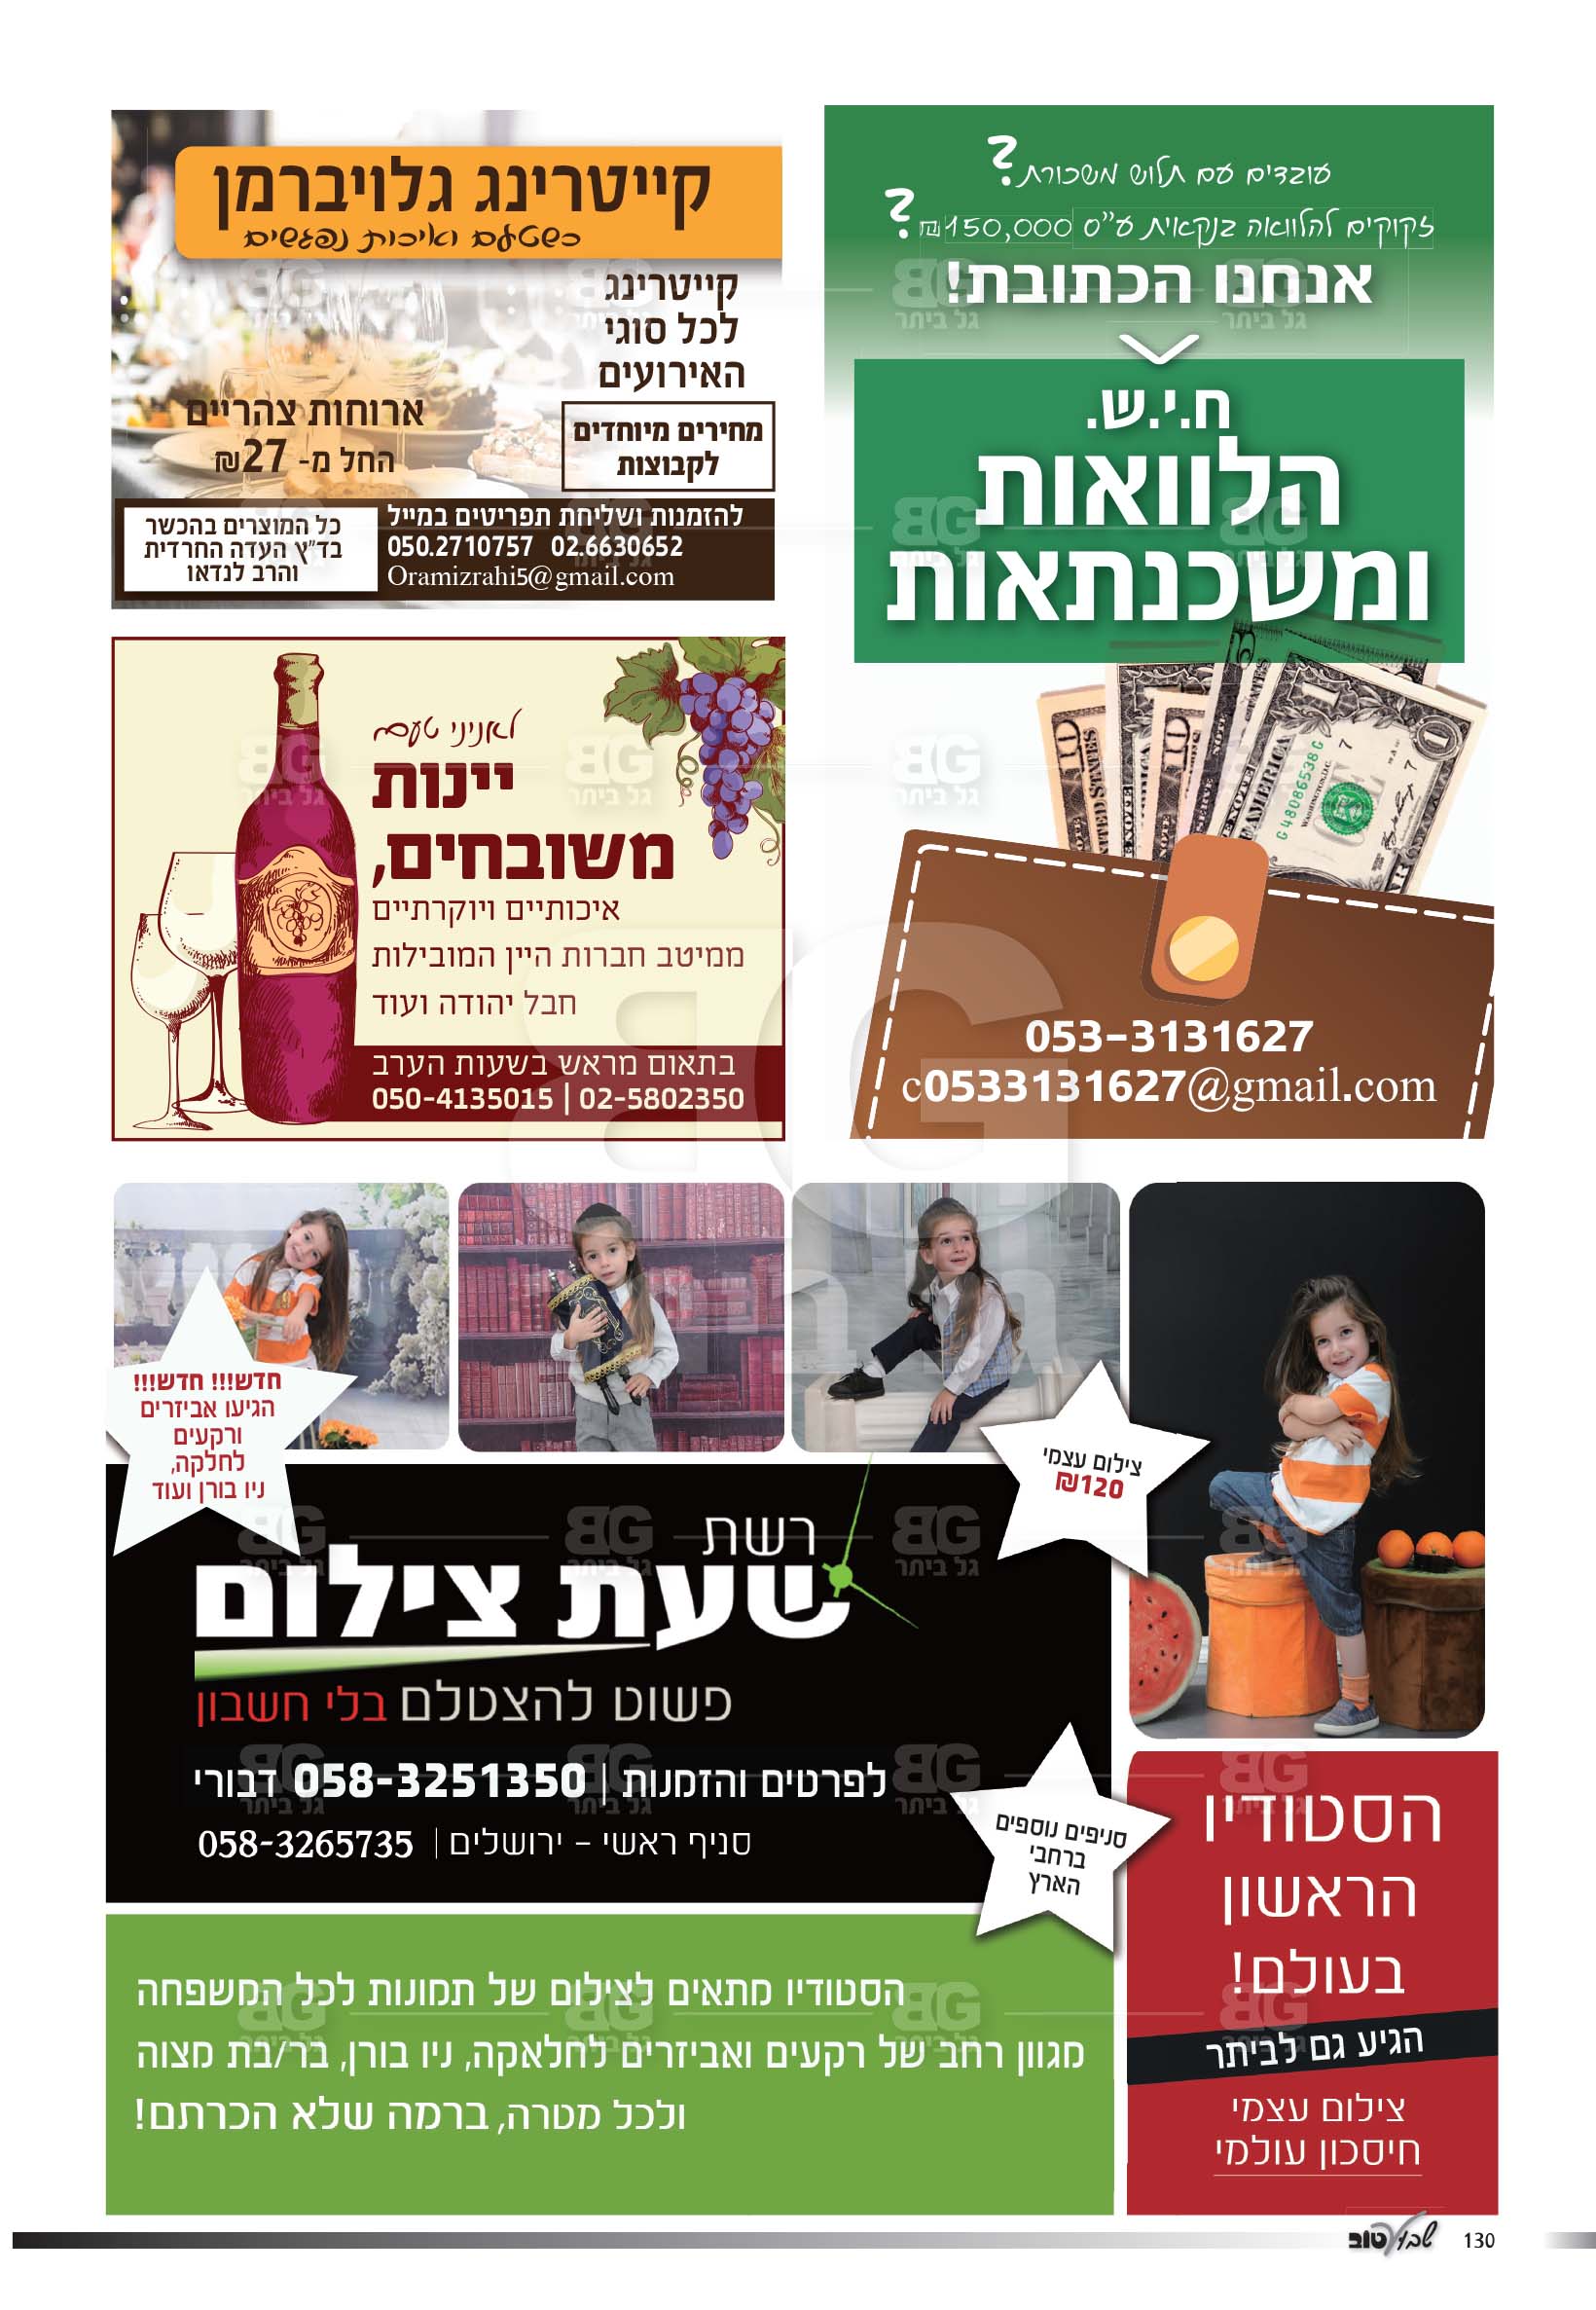 עובדים עם תלוש משכורת?
זקוקים להלוואה בנקאית ע"ס 150,000₪?
אנחנו הכתובת!
ח.י.ש.
הלוואות
ומשכנתאות
053-3131627
c0533131627@gmail.com
קייטרינג גלויברמן
כשטעם ואיכות נפגשים
קייטרינג
לכל סוגי
האירועים
מחירים מיוחדים
לקבוצות
ארוחות צהריים
החל מ- 27₪
להזמנות ושליחת תפריטים במייל
050.2710757 02.6630652
Oramizrahi5@gmail.com
כל המוצרים בהכשר
בד"ץ העדה החרדית
והרב לנדאו
לאניני טעם
יינות
משובחים,
איכותיים ויוקרתיים
ממיטב חברות היין המובילות
חבל יהודה ועוד
בתאום מראש בשעות הערב
050-4135015 | 02-5802350
חדש!!! חדש!!!
הגיעו אביזרים
ורקעים
לחלקה,
ניו בורן ועוד
צילום עצמי
120₪
רשת
שעת צילום
פשוט להצטלם בלי חשבון
לפרטים והזמנות | 058-3251350 דבורי
סניף ראשי - ירושלים | 058-3265735
סניפים נוספים
ברחבי
הארץ
הסטודיו
הראשון
בעולם!
הגיע גם לביתר
צילום עצמי
חיסכון עולמי
הסטודיו מתאים לצילום של תמונות לכל המשפחה
מגוון רחב של רקעים ואביזרים לחלאקה, ניו בורן, בר/בת מצוה
ולכל מטרה, ברמה שלא הכרתם!
130 שבוע טוב
BG גל ביתר